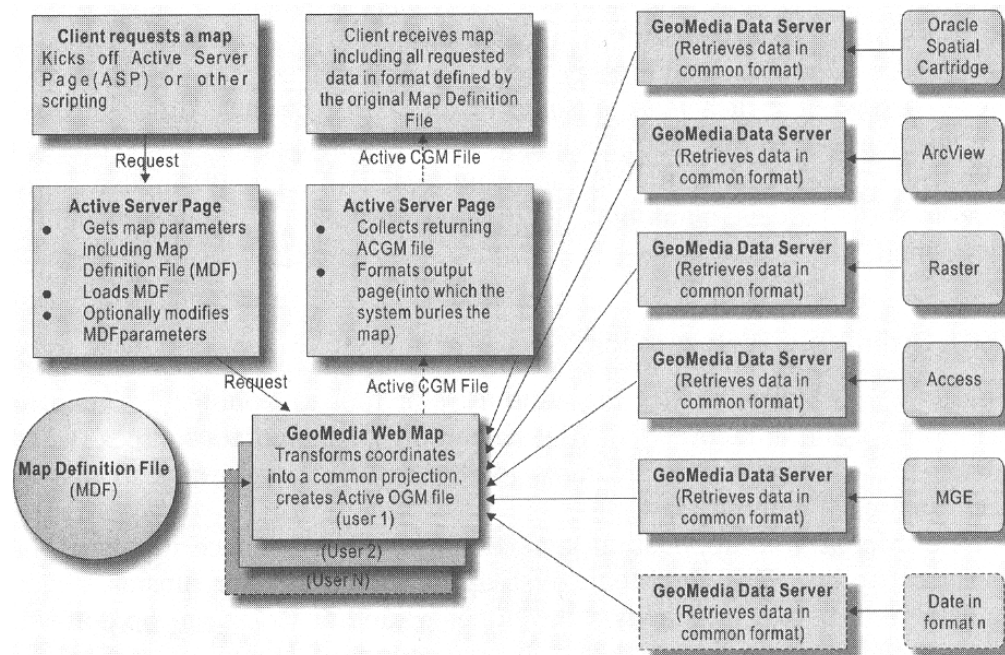 Client requests a map
Kicks off Active Server
Page(ASP) or other
scripting
Request
Active Server Page
● Gets map parameters
including Map
Definition File (MDF)
● Loads MDF
● Optionally modifies
MDFparameters
Request
Map Definition File
(MDF)
Client receives map
including all requested
data in format defined by
the original Map Definition
File
Active CGM File
Active Server Page
● Collects returning
ACGM file
● Formats output
page(into which the
system buries the
map)
Active CGM File
GeoMedia Web Map
Transforms coordinates
into a common projection,
creates Active OGM file
(user 1)
(User 2)
(User N)
GeoMedia Data Server
(Retrieves data in
common format)
Oracle
Spatial
Cartridge
GeoMedia Data Server
(Retrieves data in
common format)
ArcView
GeoMedia Data Server
(Retrieves data in
common format)
Raster
GeoMedia Data Server
(Retrieves data in
common format)
Access
GeoMedia Data Server
(Retrieves data in
common format)
MGE
GeoMedia Data Server
(Retrieves data in
common format)
Date in
format n